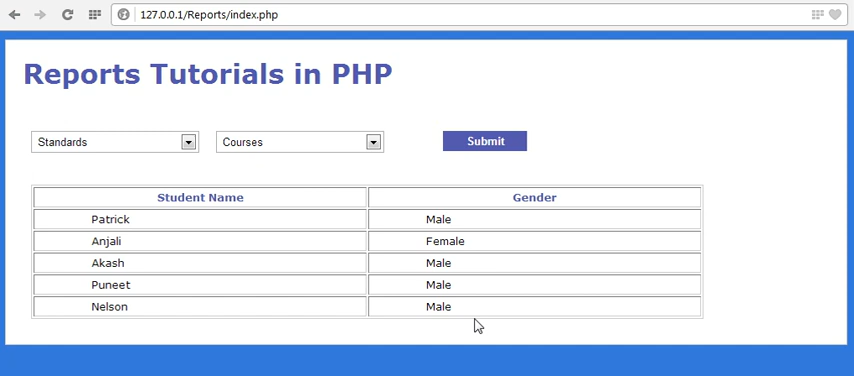 127.0.0.1/Reports/index.php
Reports Tutorials in PHP
Standards Courses Submit
Student Name Gender
Patrick Male
Anjali Female
Akash Male
Puneet Male
Nelson Male